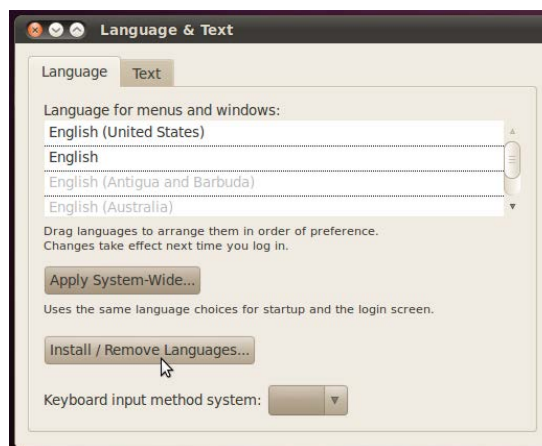 Language & Text
Language Text
Language for menus and windows:
English (United States)
English
English (Antigua and Barbuda)
English (Australia)
Drag languages to arrange them in order of preference.
Changes take effect next time you log in.
Apply System-Wide...
Uses the same language choices for startup and the login screen.
Install / Remove Languages...
Keyboard input method system: